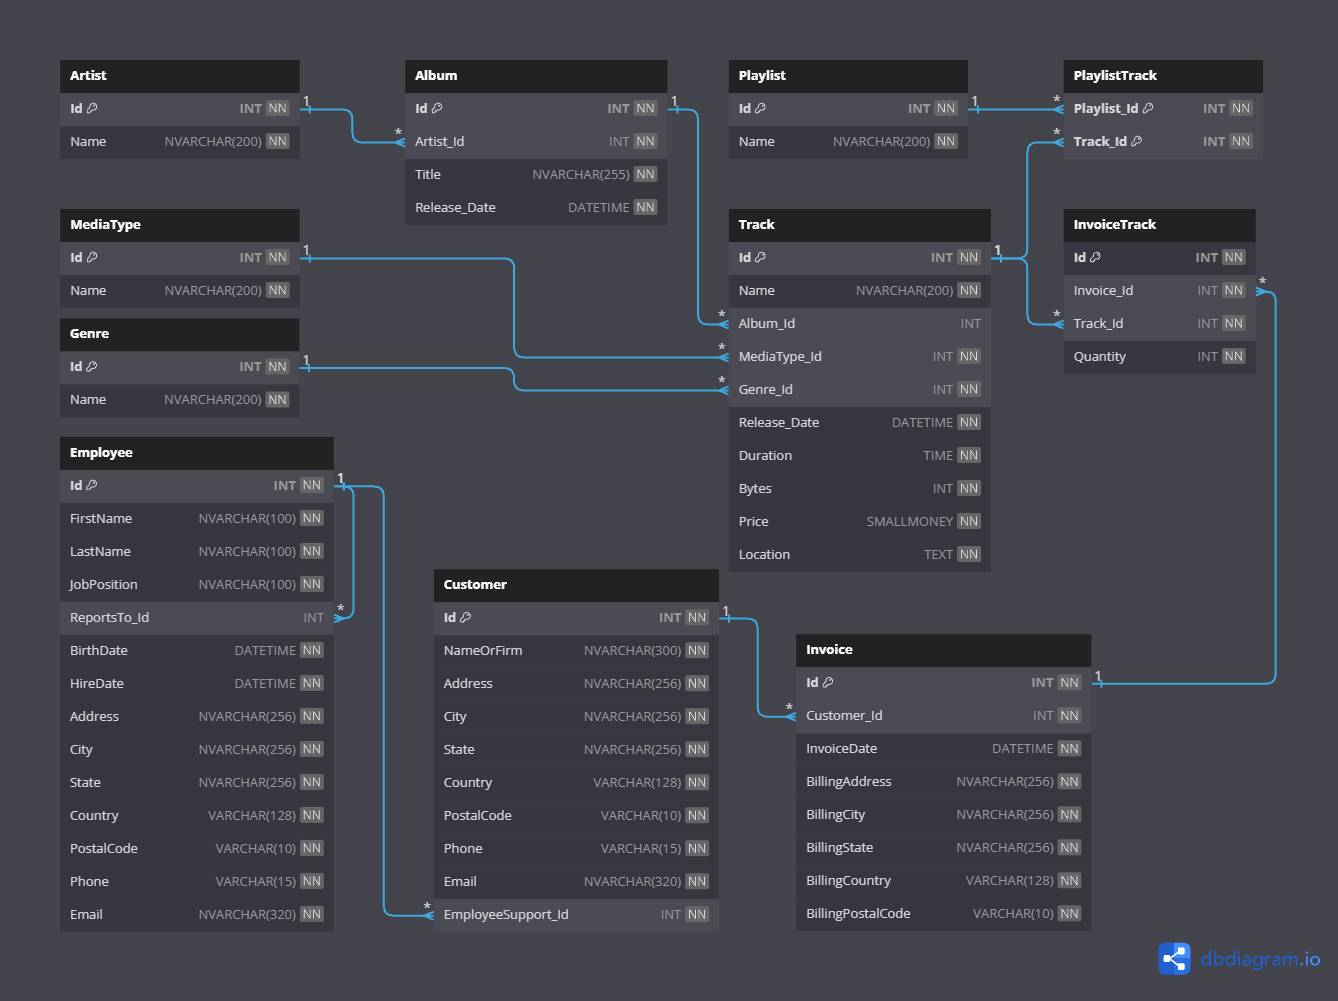 Artist
Id INT NN
Name NVARCHAR(200) NN
1
*
Album
Id INT NN
Artist_Id INT NN
Title NVARCHAR(255) NN
Release_Date DATETIME NN
1
*
Playlist
Id INT NN
Name NVARCHAR(200) NN
1
*
PlaylistTrack
Playlist_Id INT NN
Track_Id INT NN
*
MediaType
Id INT NN
Name NVARCHAR(200) NN
1
*
Genre
Id INT NN
Name NVARCHAR(200) NN
1
*
Track
Id INT NN
Name NVARCHAR(200) NN
Album_Id INT
MediaType_Id INT NN
Genre_Id INT NN
Release_Date DATETIME NN
Duration TIME NN
Bytes INT NN
Price SMALLMONEY NN
Location TEXT NN
1
*
InvoiceTrack
Id INT NN
Invoice_Id INT NN
Track_Id INT NN
Quantity INT NN
*
Employee
Id INT NN
FirstName NVARCHAR(100) NN
LastName NVARCHAR(100) NN
JobPosition NVARCHAR(100) NN
ReportsTo_Id INT
BirthDate DATETIME NN
HireDate DATETIME NN
Address NVARCHAR(256) NN
City NVARCHAR(256) NN
State NVARCHAR(256) NN
Country VARCHAR(128) NN
PostalCode VARCHAR(10) NN
Phone VARCHAR(15) NN
Email NVARCHAR(320) NN
1
*
*
Customer
Id INT NN
NameOrFirm NVARCHAR(300) NN
Address NVARCHAR(256) NN
City NVARCHAR(256) NN
State NVARCHAR(256) NN
Country VARCHAR(128) NN
PostalCode VARCHAR(10) NN
Phone VARCHAR(15) NN
Email NVARCHAR(320) NN
EmployeeSupport_Id INT NN
1
*
Invoice
Id INT NN
Customer_Id INT NN
InvoiceDate DATETIME NN
BillingAddress NVARCHAR(256) NN
BillingCity NVARCHAR(256) NN
BillingState NVARCHAR(256) NN
BillingCountry VARCHAR(128) NN
BillingPostalCode VARCHAR(10) NN
1
dbdiagram.io